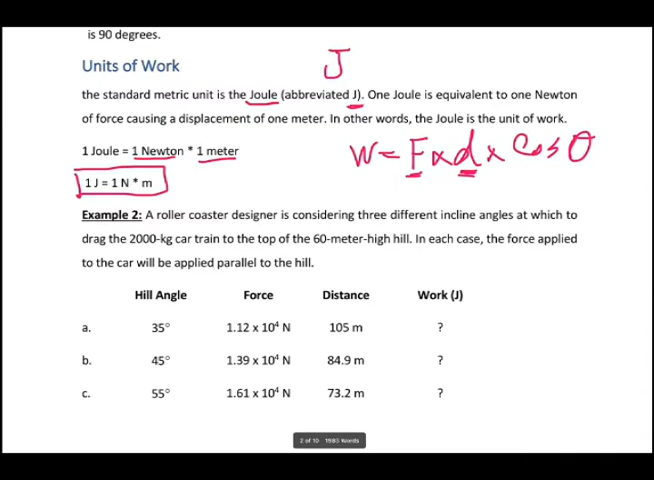 is 90 degrees.
Units of Work
J
the standard metric unit is the Joule (abbreviated J). One Joule is equivalent to one Newton
of force causing a displacement of one meter. In other words, the Joule is the unit of work.
1 Joule = 1 Newton * 1 meter
W = F x d x Cos θ
1 J = 1 N * m
Example 2: A roller coaster designer is considering three different incline angles at which to
drag the 2000-kg car train to the top of the 60-meter-high hill. In each case, the force applied
to the car will be applied parallel to the hill.
Hill Angle Force Distance Work (J)
a. 35° 1.12 x 10⁴ N 105 m ?
b. 45° 1.39 x 10⁴ N 84.9 m ?
c. 55° 1.61 x 10⁴ N 73.2 m ?
2 of 10 1593 Words